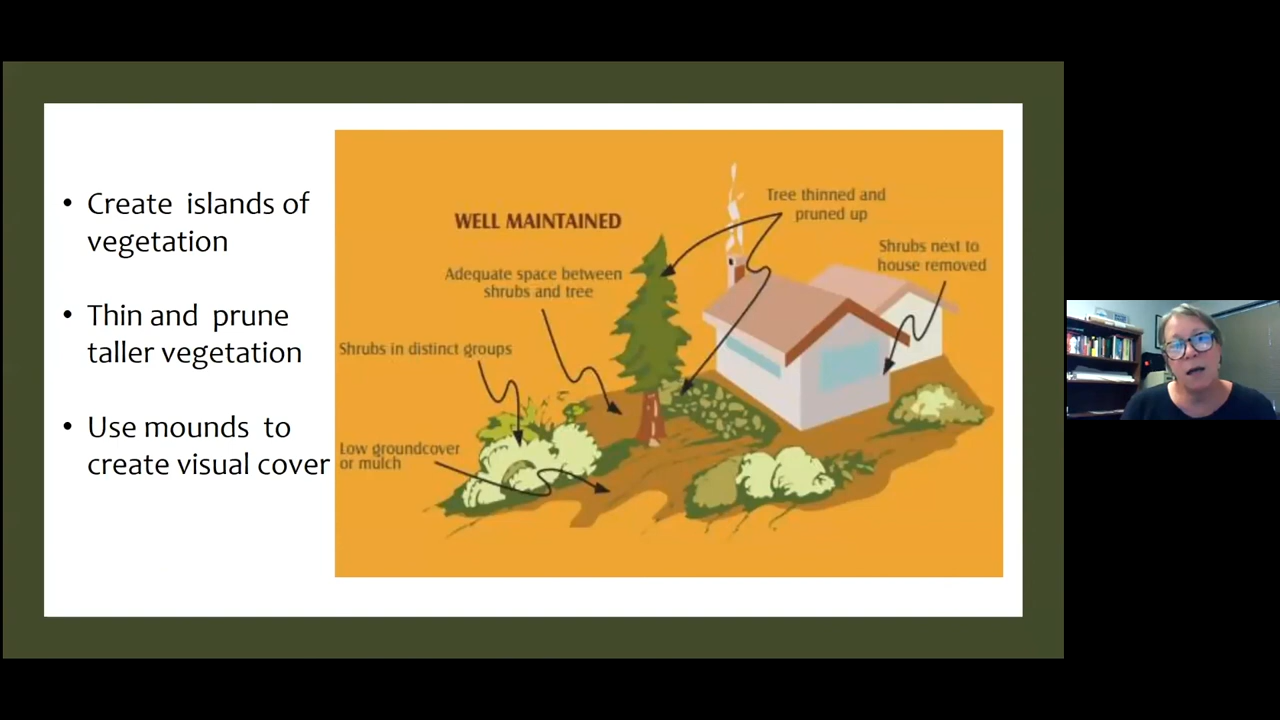 • Create islands of
vegetation
• Thin and prune
taller vegetation
• Use mounds to
create visual cover
WELL MAINTAINED
Tree thinned and
pruned up
Shrubs next to
house removed
Adequate space between
shrubs and tree
Shrubs in distinct groups
Low groundcover
or mulch